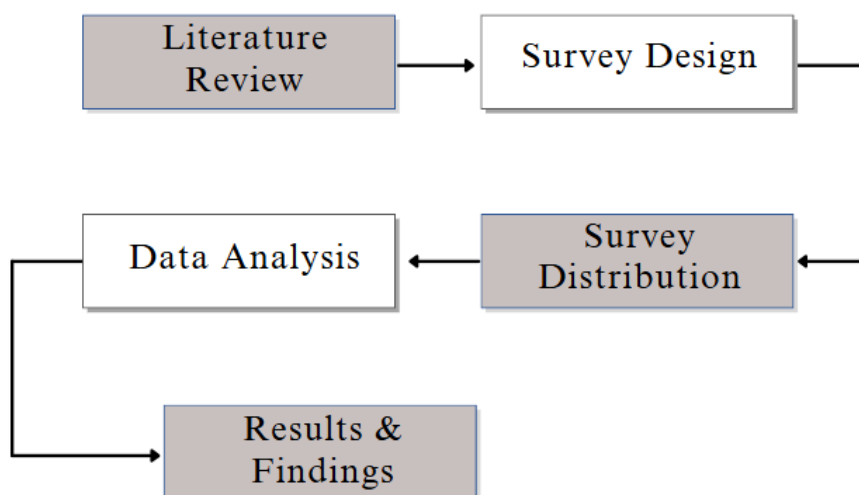 Literature
Review
Survey Design
Survey
Distribution
Data Analysis
Results &
Findings